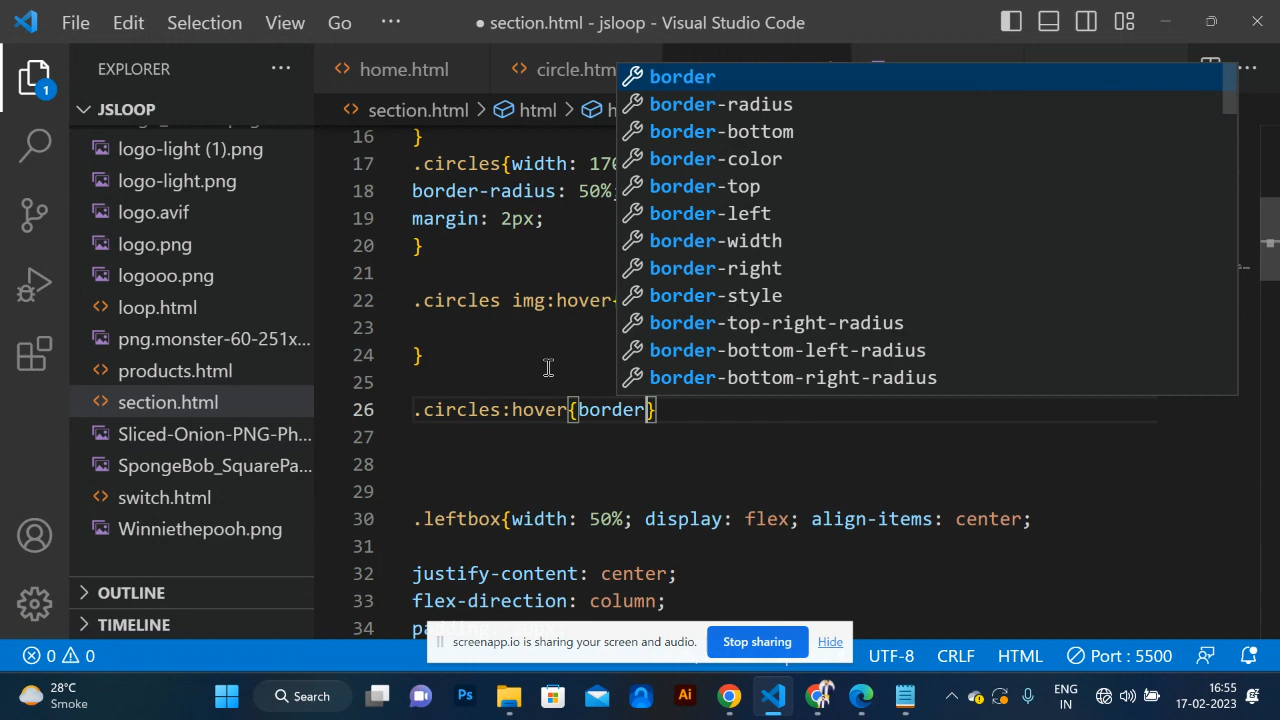 File Edit Selection View Go ··· ● section.html - jsloop - Visual Studio Code
EXPLORER ···
JSLOOP
logo-light (1).png
logo-light.png
logo.avif
logo.png
logooo.png
loop.html
png.monster-60-251x...
products.html
section.html
Sliced-Onion-PNG-Ph...
SpongeBob_SquarePa...
switch.html
Winniethepooh.png
OUTLINE
TIMELINE
1
<> home.html <> circle.htm
<> section.html > html >
16 }
17 .circles{width: 170
18 border-radius: 50%;
19 margin: 2px;
20 }
21
22 .circles img:hover{
23
24 }
25
26 .circles:hover{border}
27
28
29
30 .leftbox{width: 50%; display: flex; align-items: center;
31
32 justify-content: center;
33 flex-direction: column;
34
border
border-radius
border-bottom
border-color
border-top
border-left
border-width
border-right
border-style
border-top-right-radius
border-bottom-left-radius
border-bottom-right-radius
screenapp.io is sharing your screen and audio. Stop sharing Hide
0 0 UTF-8 CRLF HTML Port : 5500
28°C
Smoke
Search
Ps
Ai
ENG
IN
16:55
17-02-2023